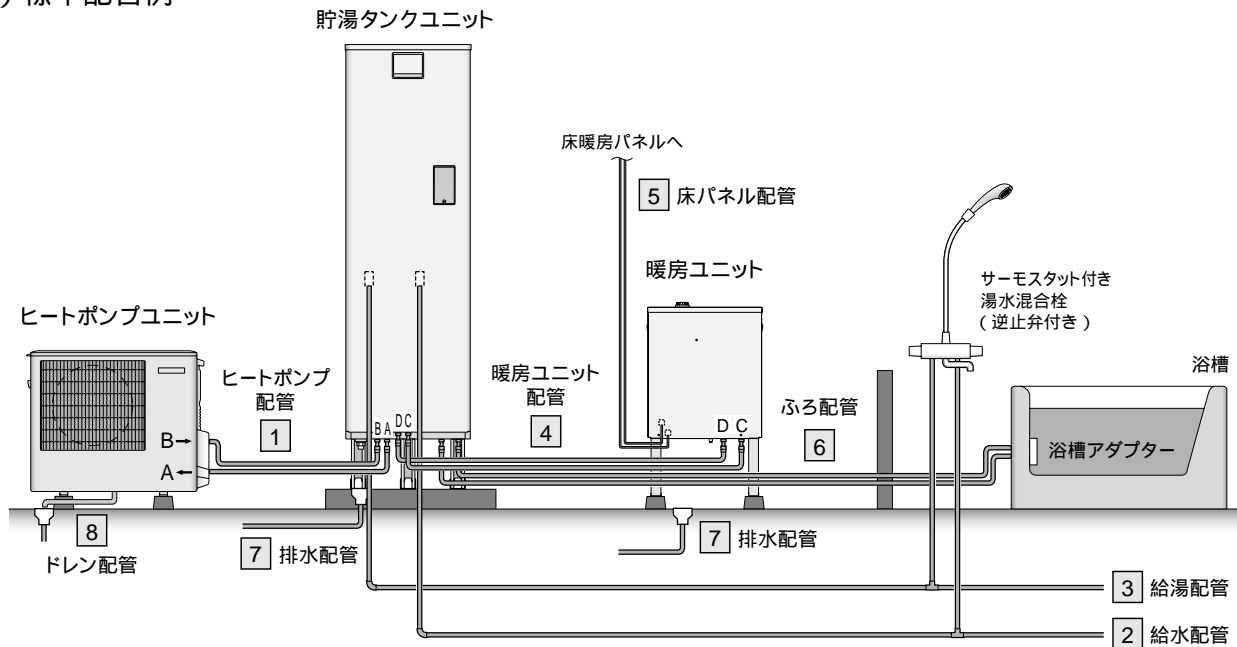 貯湯タンクユニット
床暖房パネルへ
5 床パネル配管
暖房ユニット
サーモスタット付き
湯水混合栓
(逆止弁付き)
ヒートポンプユニット
浴槽
ヒートポンプ
配管
1
暖房ユニット
配管
4
ふろ配管
6
B A D C
D C
B
A
浴槽アダプター
8
ドレン配管
7 排水配管
7 排水配管
3 給湯配管
2 給水配管